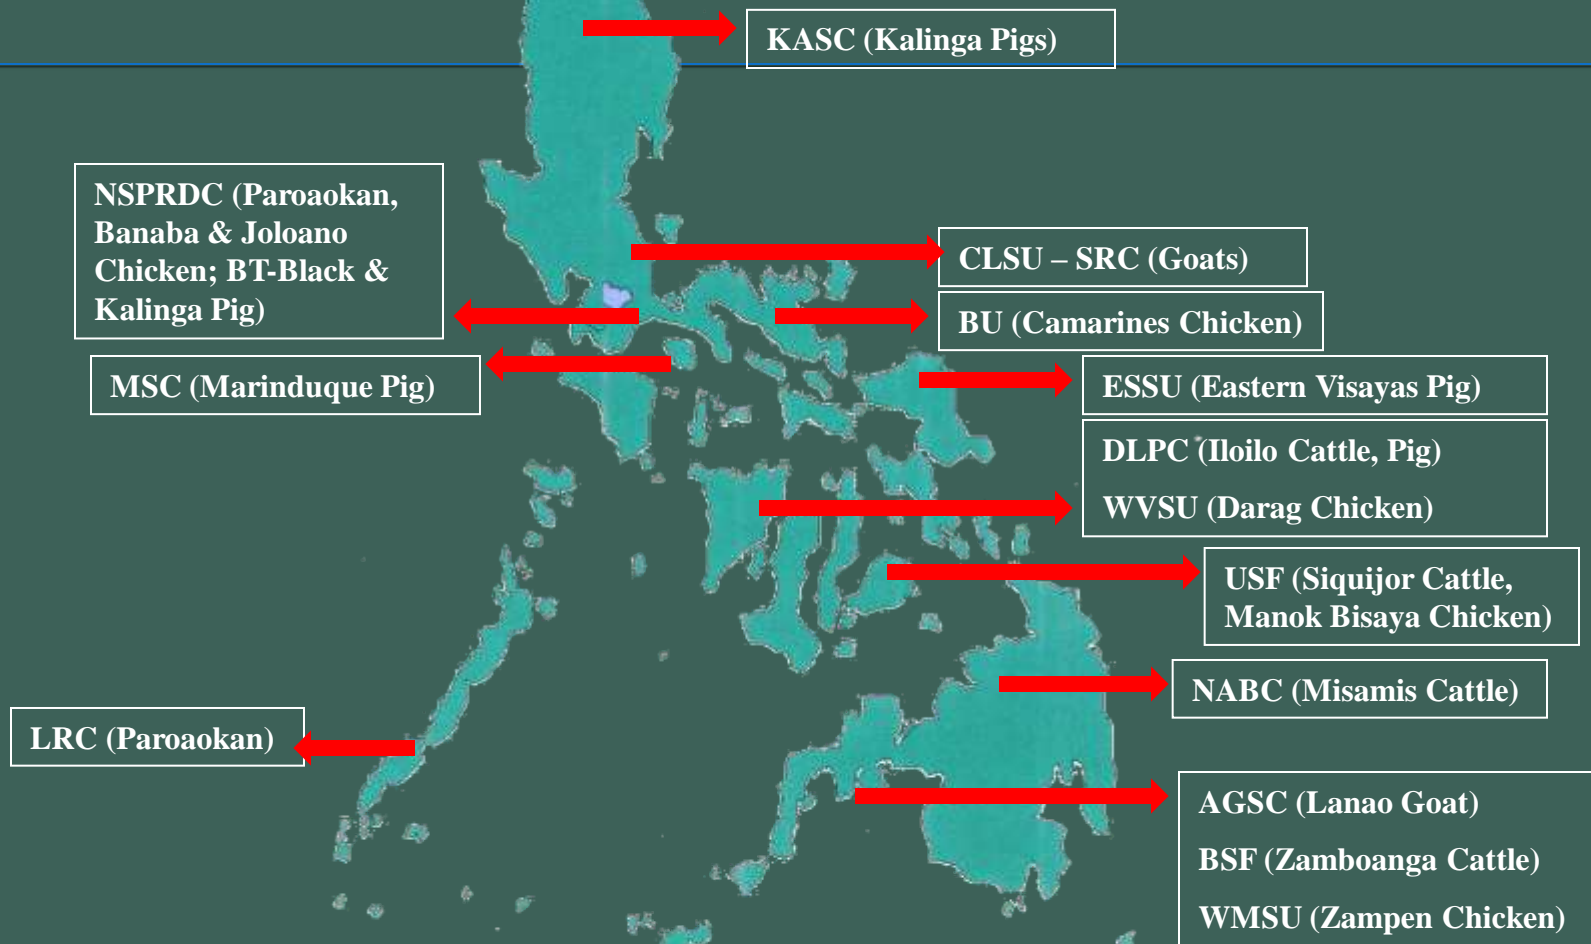 KASC (Kalinga Pigs)
NSPRDC (Paroaokan,
Banaba & Joloano
Chicken; BT-Black &
Kalinga Pig)
CLSU – SRC (Goats)
BU (Camarines Chicken)
MSC (Marinduque Pig)
ESSU (Eastern Visayas Pig)
DLPC (Iloilo Cattle, Pig)
WVSU (Darag Chicken)
USF (Siquijor Cattle,
Manok Bisaya Chicken)
NABC (Misamis Cattle)
LRC (Paroaokan)
AGSC (Lanao Goat)
BSF (Zamboanga Cattle)
WMSU (Zampen Chicken)